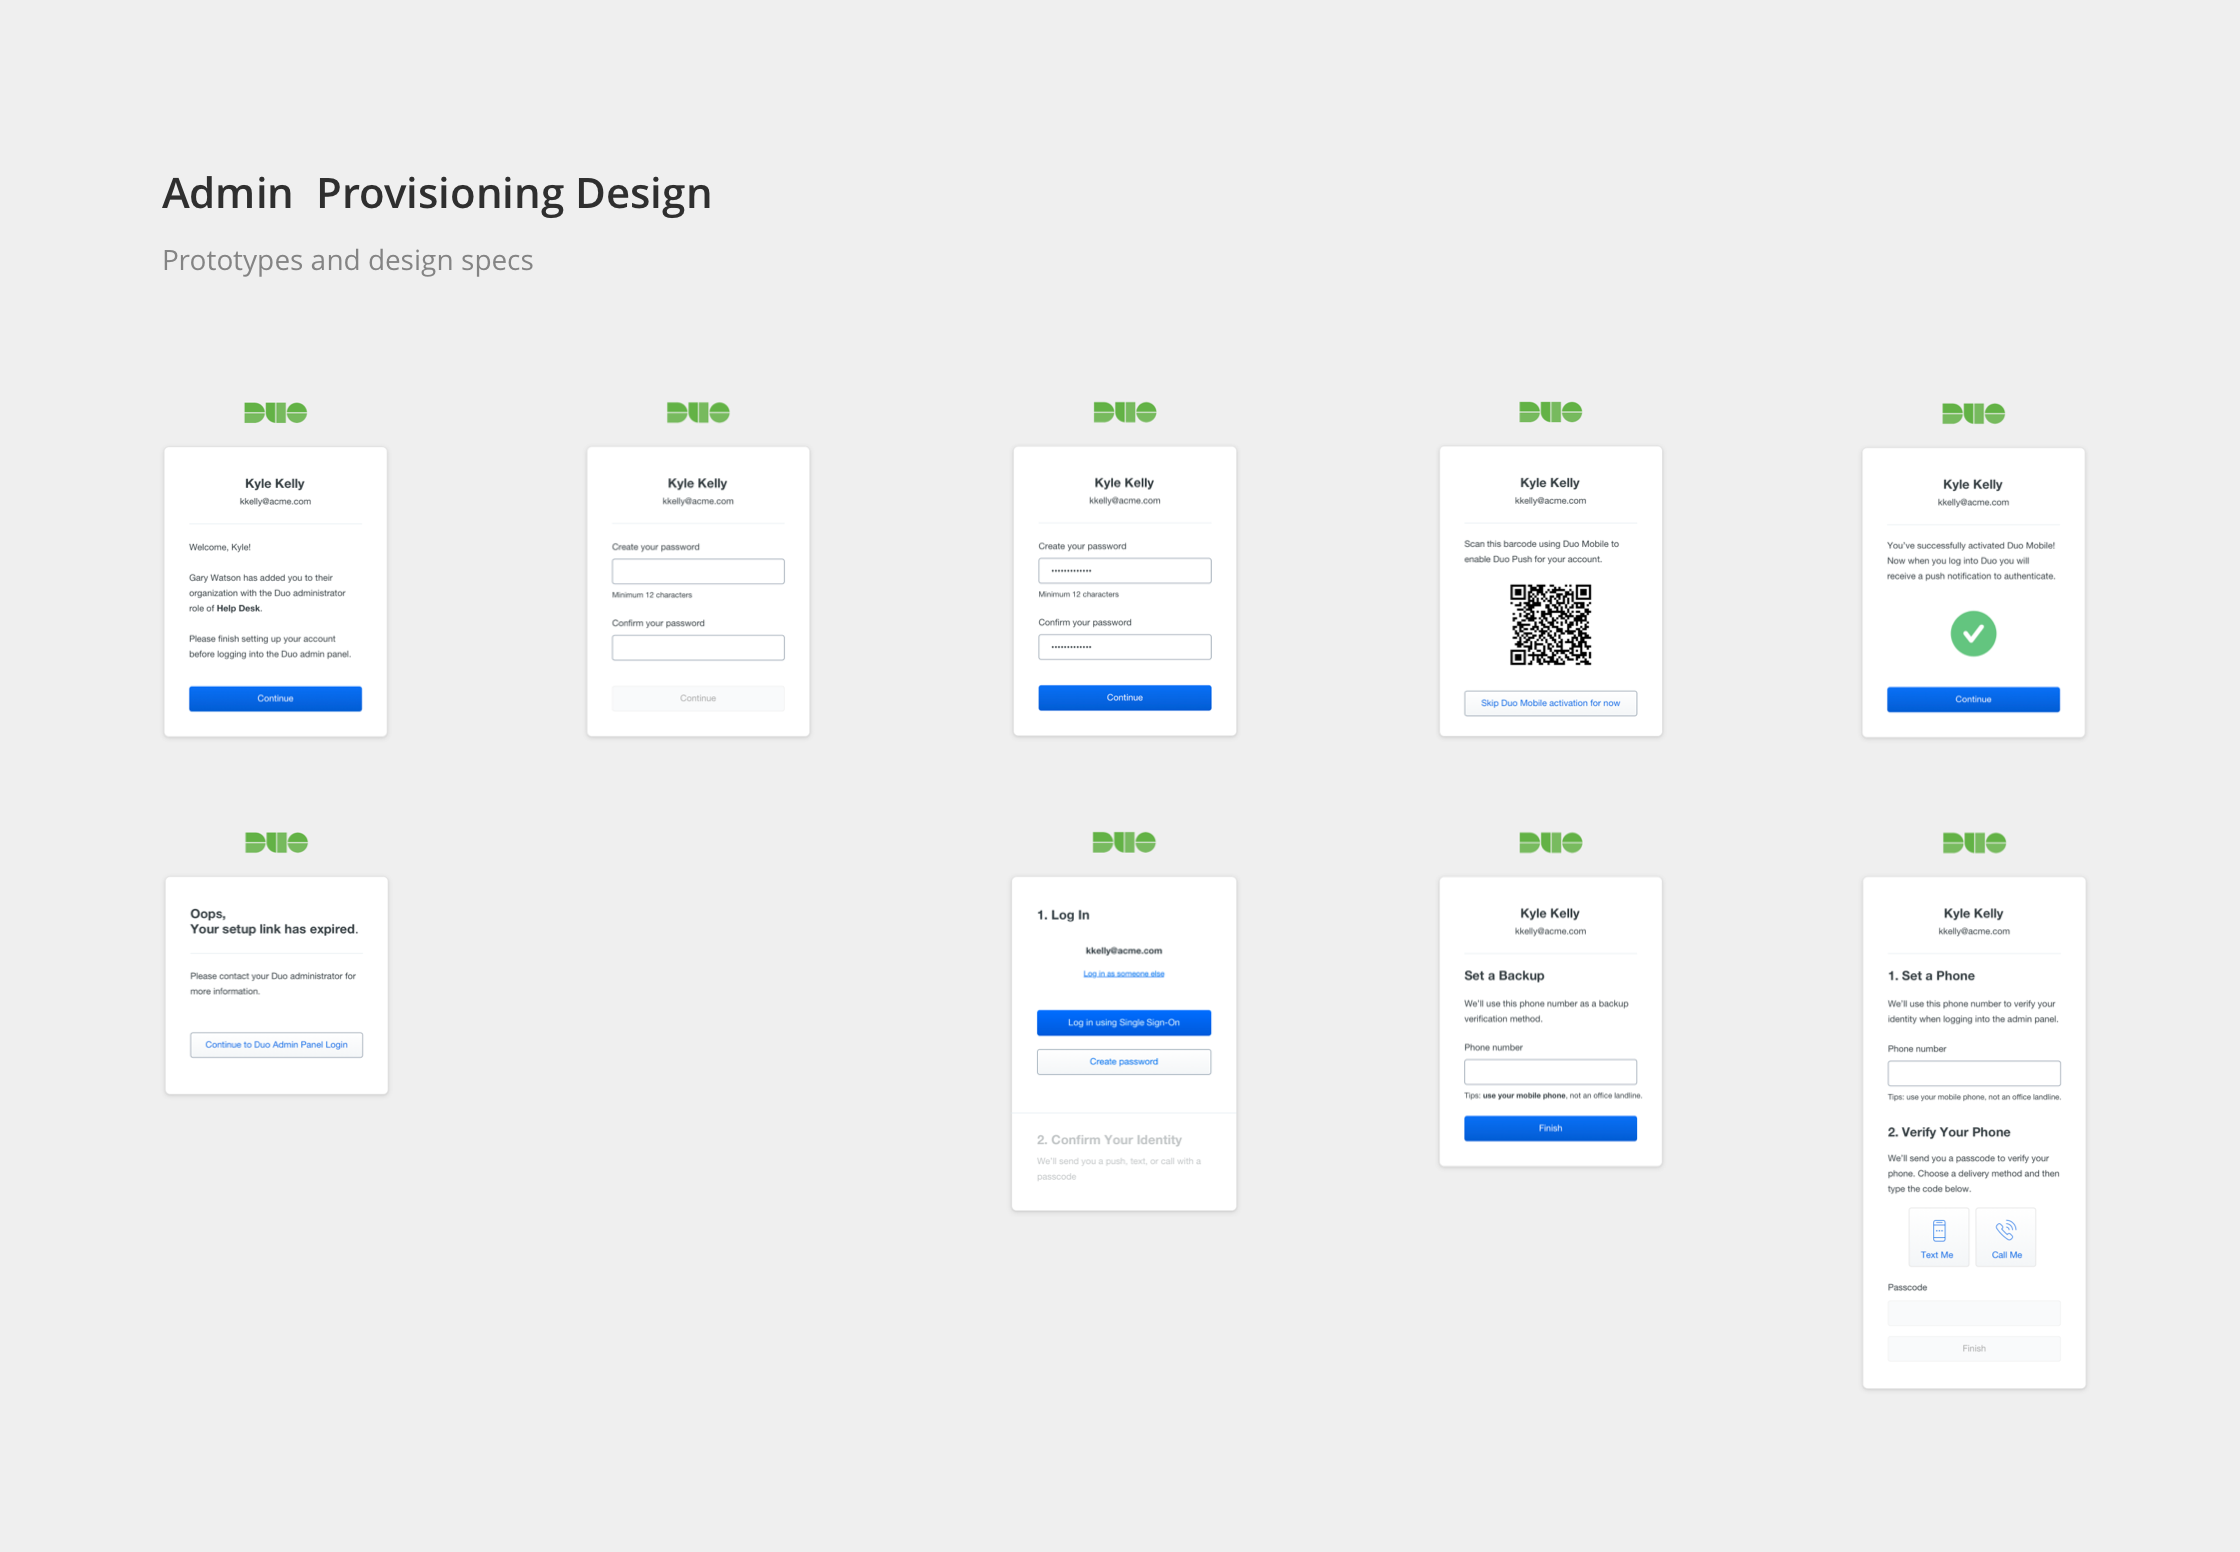 Admin  Provisioning Design
Prototypes and design specs
DUO
Kyle Kelly
kkelly@acme.com
Welcome, Kyle!
Gary Watson has added you to their
organization with the Duo administrator
role of Help Desk.
Please finish setting up your account
before logging into the Duo admin panel.
Continue
DUO
Kyle Kelly
kkelly@acme.com
Create your password
Minimum 12 characters
Confirm your password
Continue
DUO
Kyle Kelly
kkelly@acme.com
Create your password
Minimum 12 characters
Confirm your password
Continue
DUO
Kyle Kelly
kkelly@acme.com
Scan this barcode using Duo Mobile to
enable Duo Push for your account.
Skip Duo Mobile activation for now
DUO
Kyle Kelly
kkelly@acme.com
You've successfully activated Duo Mobile!
Now when you log into Duo you will
receive a push notification to authenticate.
Continue
DUO
Oops,
Your setup link has expired.
Please contact your Duo administrator for
more information.
Continue to Duo Admin Panel Login
DUO
1. Log In
kkelly@acme.com
Log in as someone else
Log in using Single Sign-On
Create password
2. Confirm Your Identity
We'll send you a push, text, or call with a
passcode
DUO
Kyle Kelly
kkelly@acme.com
Set a Backup
We'll use this phone number as a backup
verification method.
Phone number
Tips: use your mobile phone, not an office landline.
Finish
DUO
Kyle Kelly
kkelly@acme.com
1. Set a Phone
We'll use this phone number to verify your
identity when logging into the admin panel.
Phone number
Tips: use your mobile phone, not an office landline.
2. Verify Your Phone
We'll send you a passcode to verify your
phone. Choose a delivery method and then
type the code below.
Text Me
Call Me
Passcode
Finish